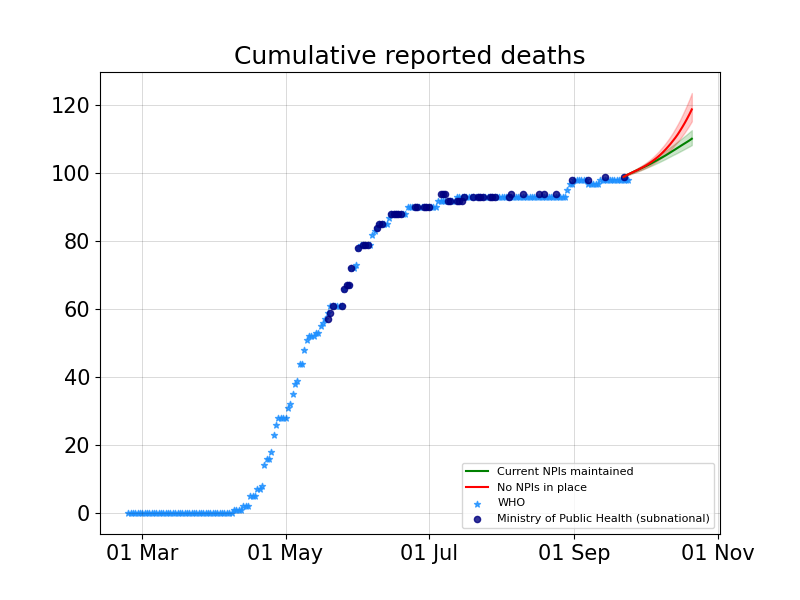 Cumulative reported deaths
120
100
80
60
40
20
0
01 Mar
01 May
01 Jul
01 Sep
01 Nov
Current NPIs maintained
No NPIs in place
WHO
Ministry of Public Health (subnational)